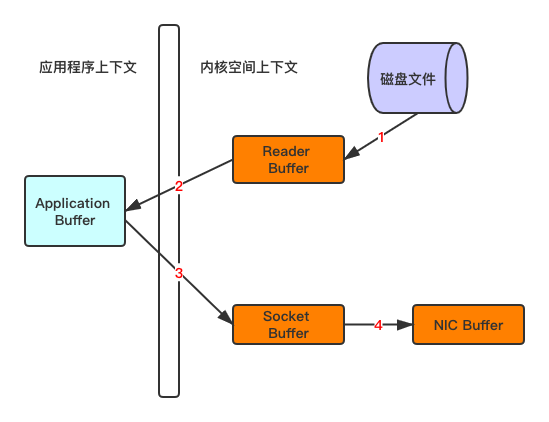 应用程序上下文
内核空间上下文
磁盘文件
1
Reader
Buffer
2
Application
Buffer
3
Socket
Buffer
4
NIC Buffer